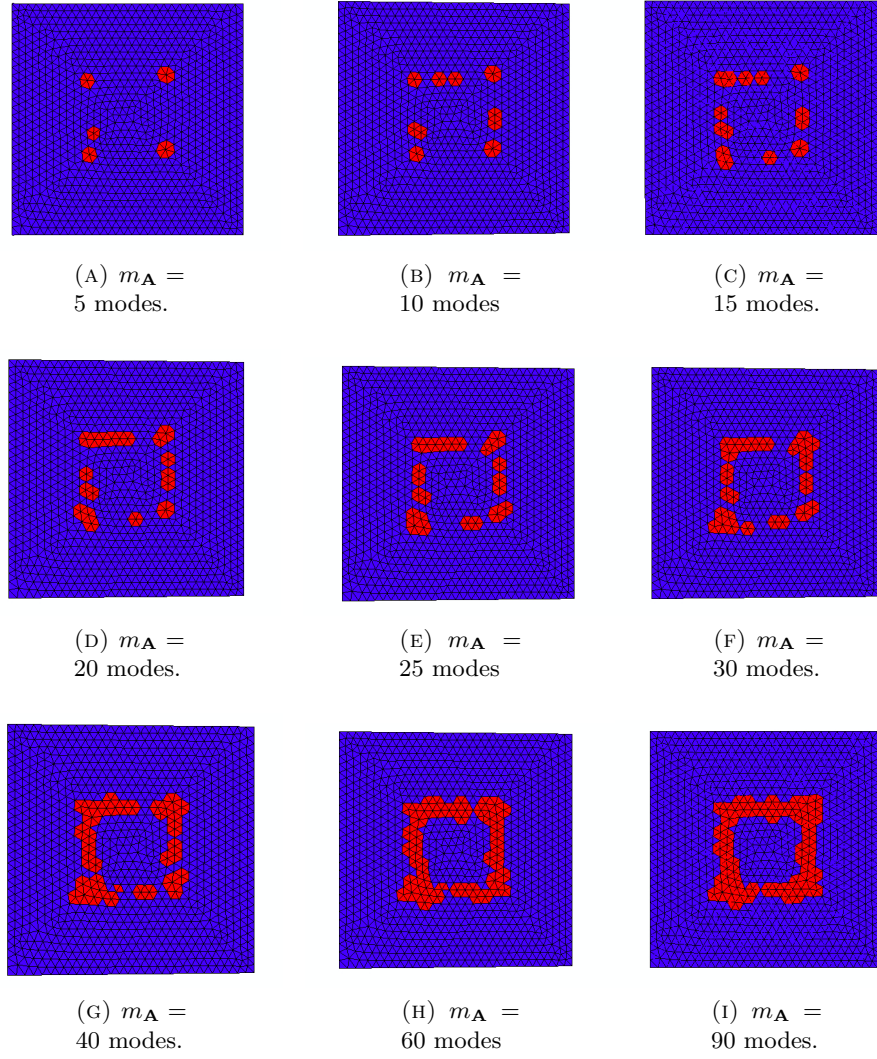 (A) m_A =
5 modes.
(B) m_A =
10 modes
(C) m_A =
15 modes.
(D) m_A =
20 modes.
(E) m_A =
25 modes
(F) m_A =
30 modes.
(G) m_A =
40 modes.
(H) m_A =
60 modes
(I) m_A =
90 modes.